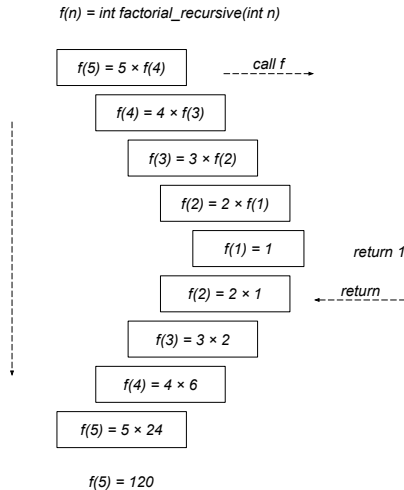 f(n) = int factorial_recursive(int n)
f(5) = 5 × f(4)
call f
f(4) = 4 × f(3)
f(3) = 3 × f(2)
f(2) = 2 × f(1)
f(1) = 1
return 1
f(2) = 2 × 1
return
f(3) = 3 × 2
f(4) = 4 × 6
f(5) = 5 × 24
f(5) = 120